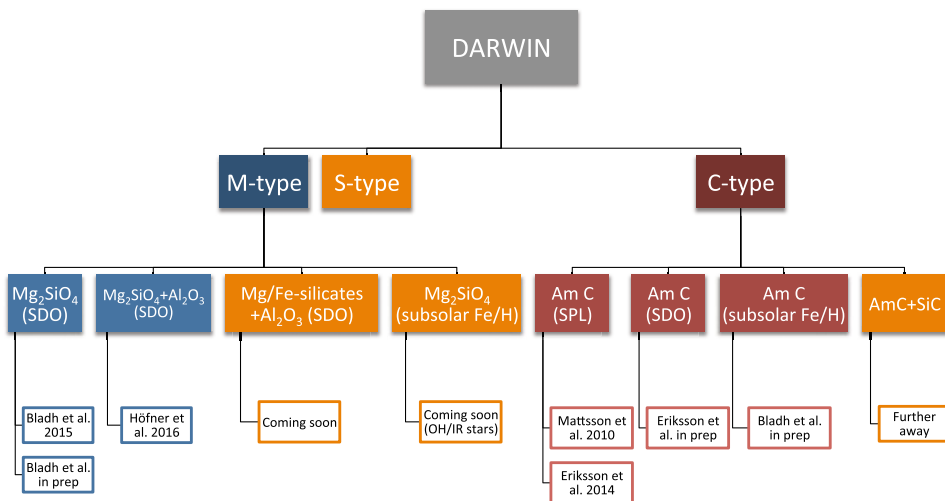 DARWIN
M-type
S-type
C-type
Mg₂SiO₄
(SDO)
Mg₂SiO₄+Al₂O₃
(SDO)
Mg/Fe-silicates
+Al₂O₃ (SDO)
Mg₂SiO₄
(subsolar Fe/H)
Am C
(SPL)
Am C
(SDO)
Am C
(subsolar Fe/H)
AmC+SiC
Bladh et al.
2015
Bladh et al.
in prep
Höfner
et al. 2016
Coming soon
Coming soon
(OH/IR stars)
Mattsson
et al. 2010
Eriksson
et al. 2014
Eriksson
et al. in prep
Bladh et al.
in prep
Further
away